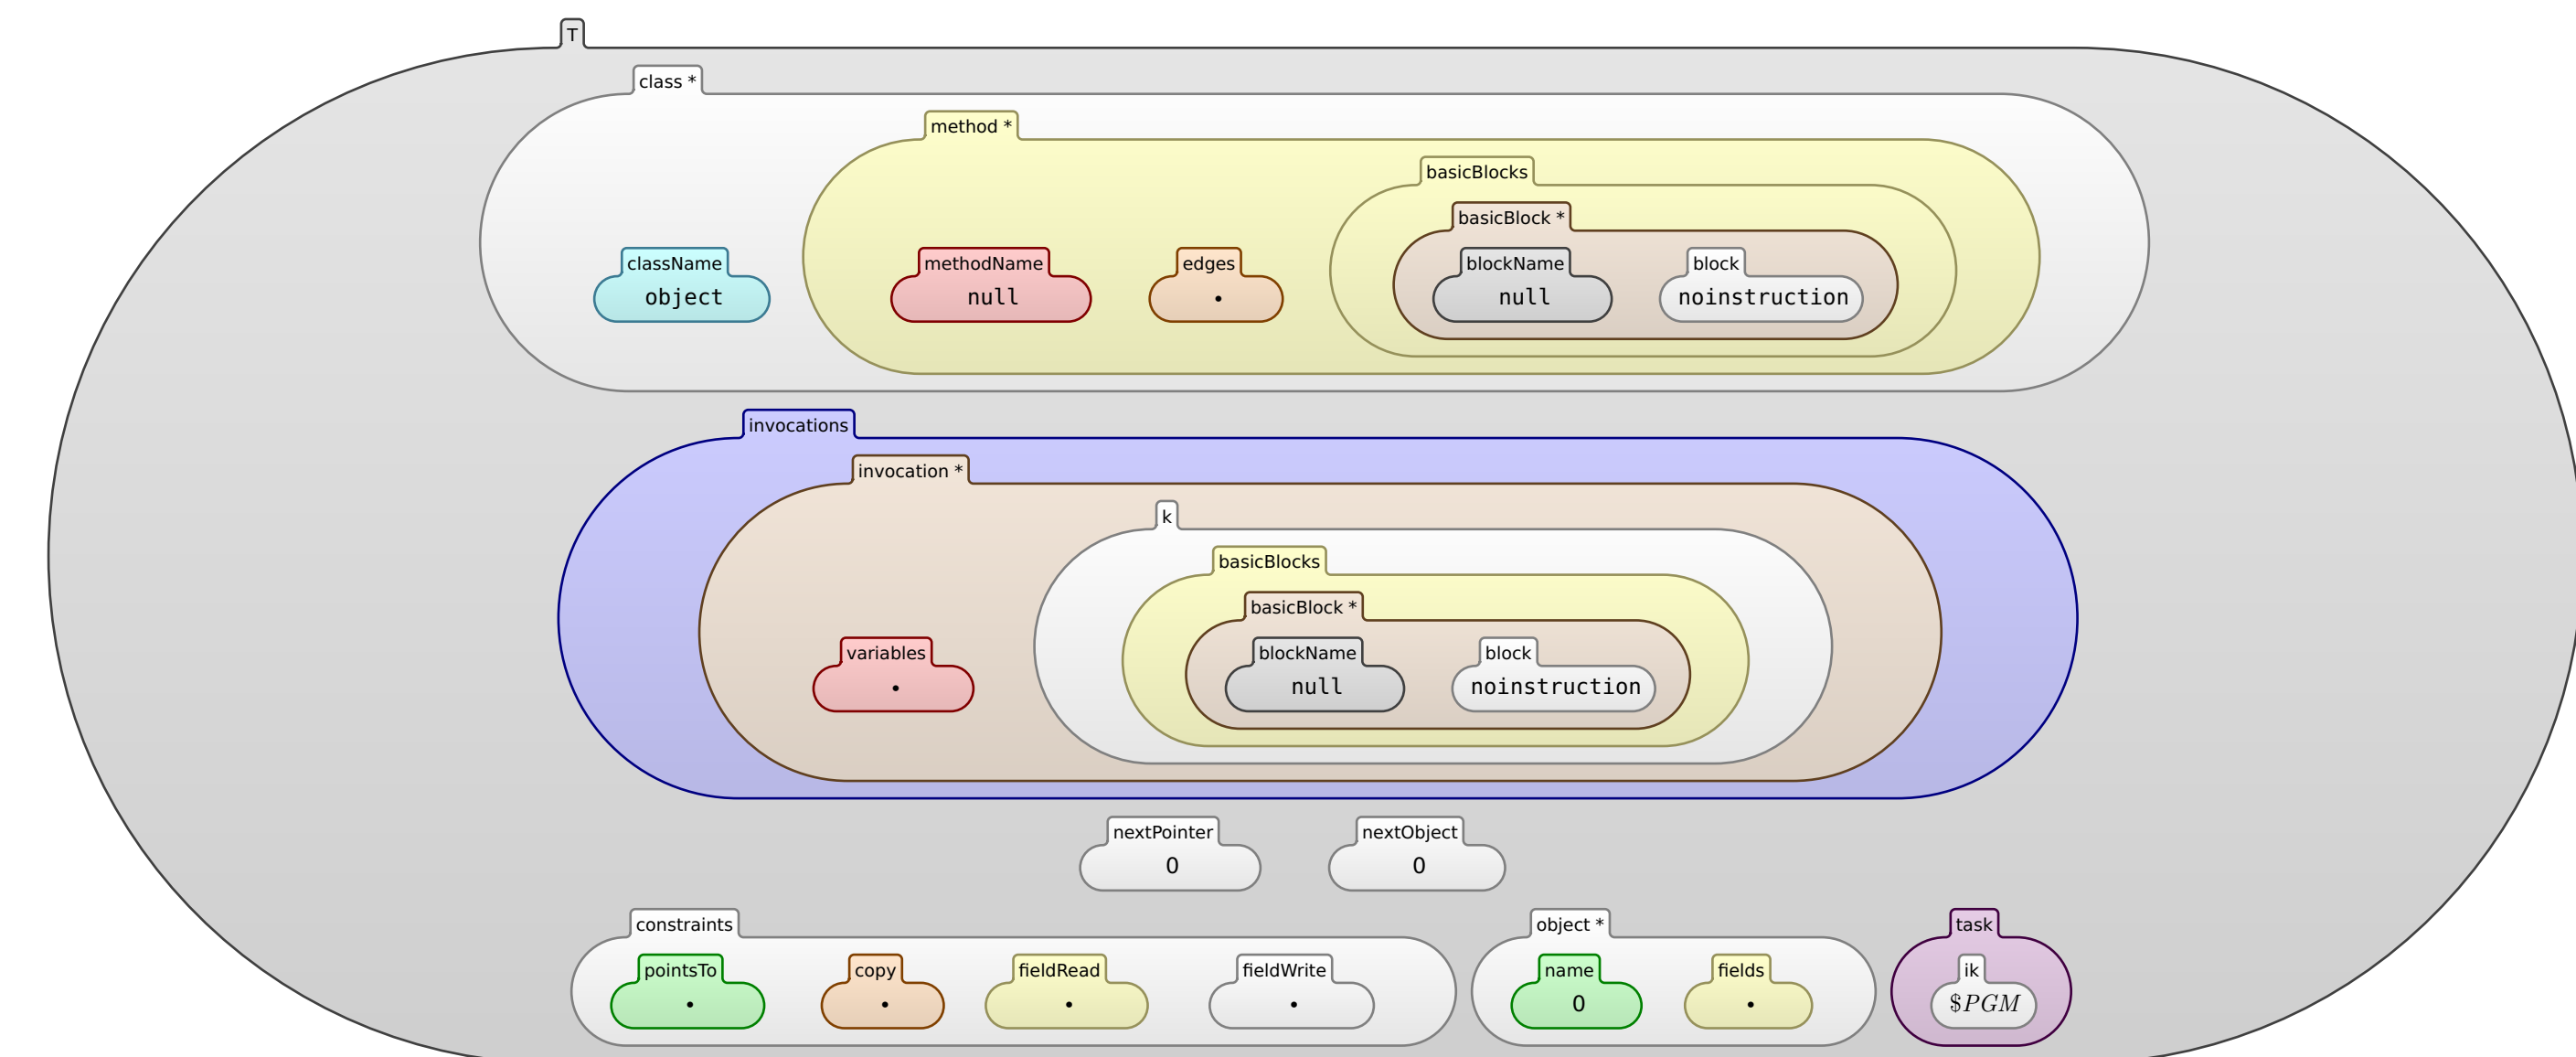 T
class *
method *
basicBlocks
basicBlock *
className methodName edges blockName block
object null • null noinstruction
invocations
invocation *
k
basicBlocks
basicBlock *
variables blockName block
• null noinstruction
nextPointer nextObject
0 0
constraints object * task
pointsTo copy fieldRead fieldWrite name fields ik
• • • • 0 • $PGM